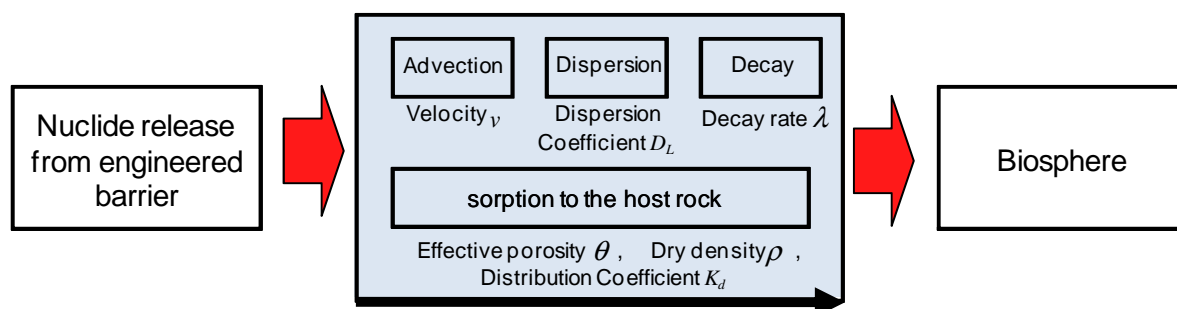 Nuclide release
from engineered
barrier
Advection
Velocity v
Dispersion
Dispersion
Coefficient D_L
Decay
Decay rate λ
sorption to the host rock
Effective porosity θ , Dry density ρ ,
Distribution Coefficient K_d
Biosphere